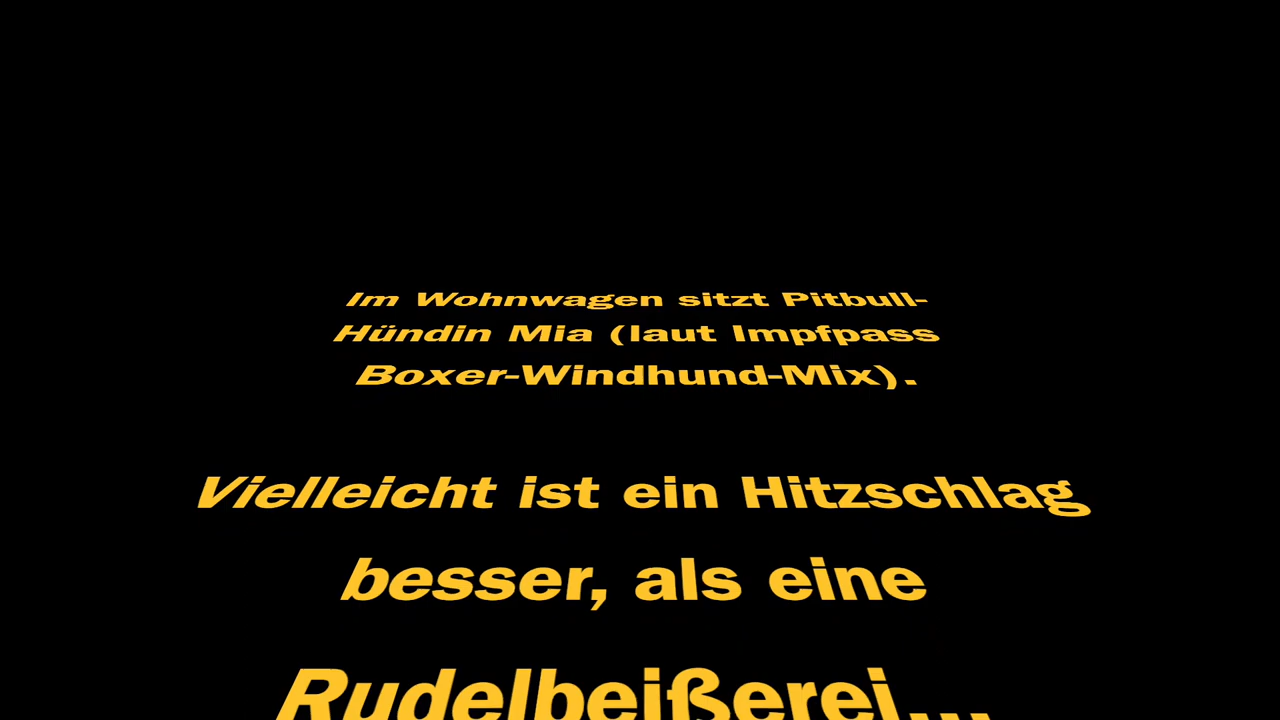 Im Wohnwagen sitzt Pitbull-
Hündin Mia (laut Impfpass
Boxer-Windhund-Mix).
Vielleicht ist ein Hitzschlag
besser, als eine
Rudelbeißerei...